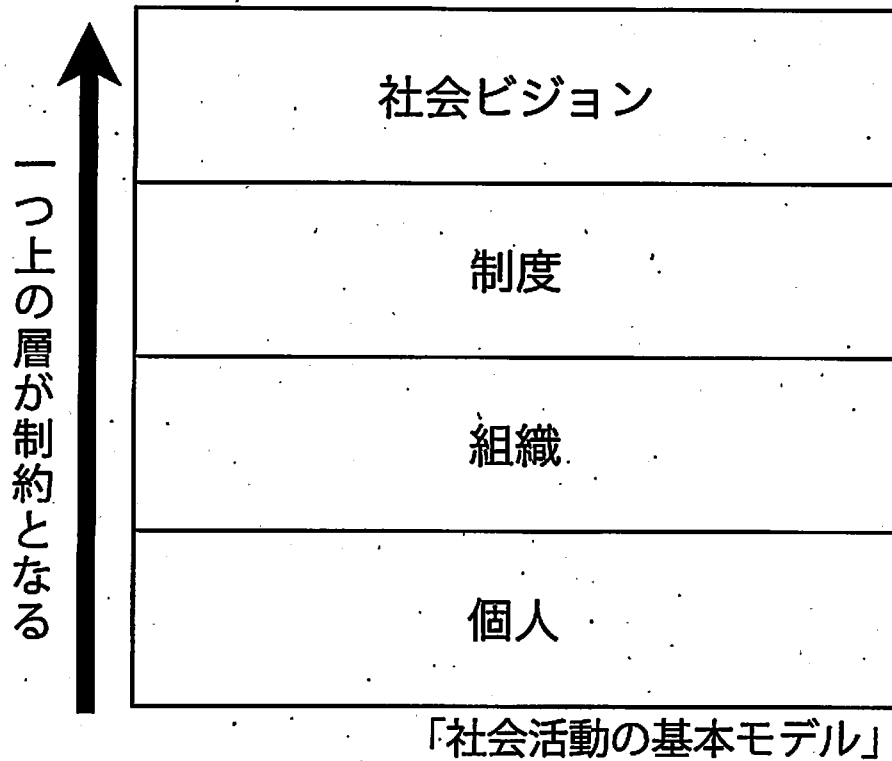 社会ビジョン
制度
組織
個人
一つ上の層が制約となる
「社会活動の基本モデル」